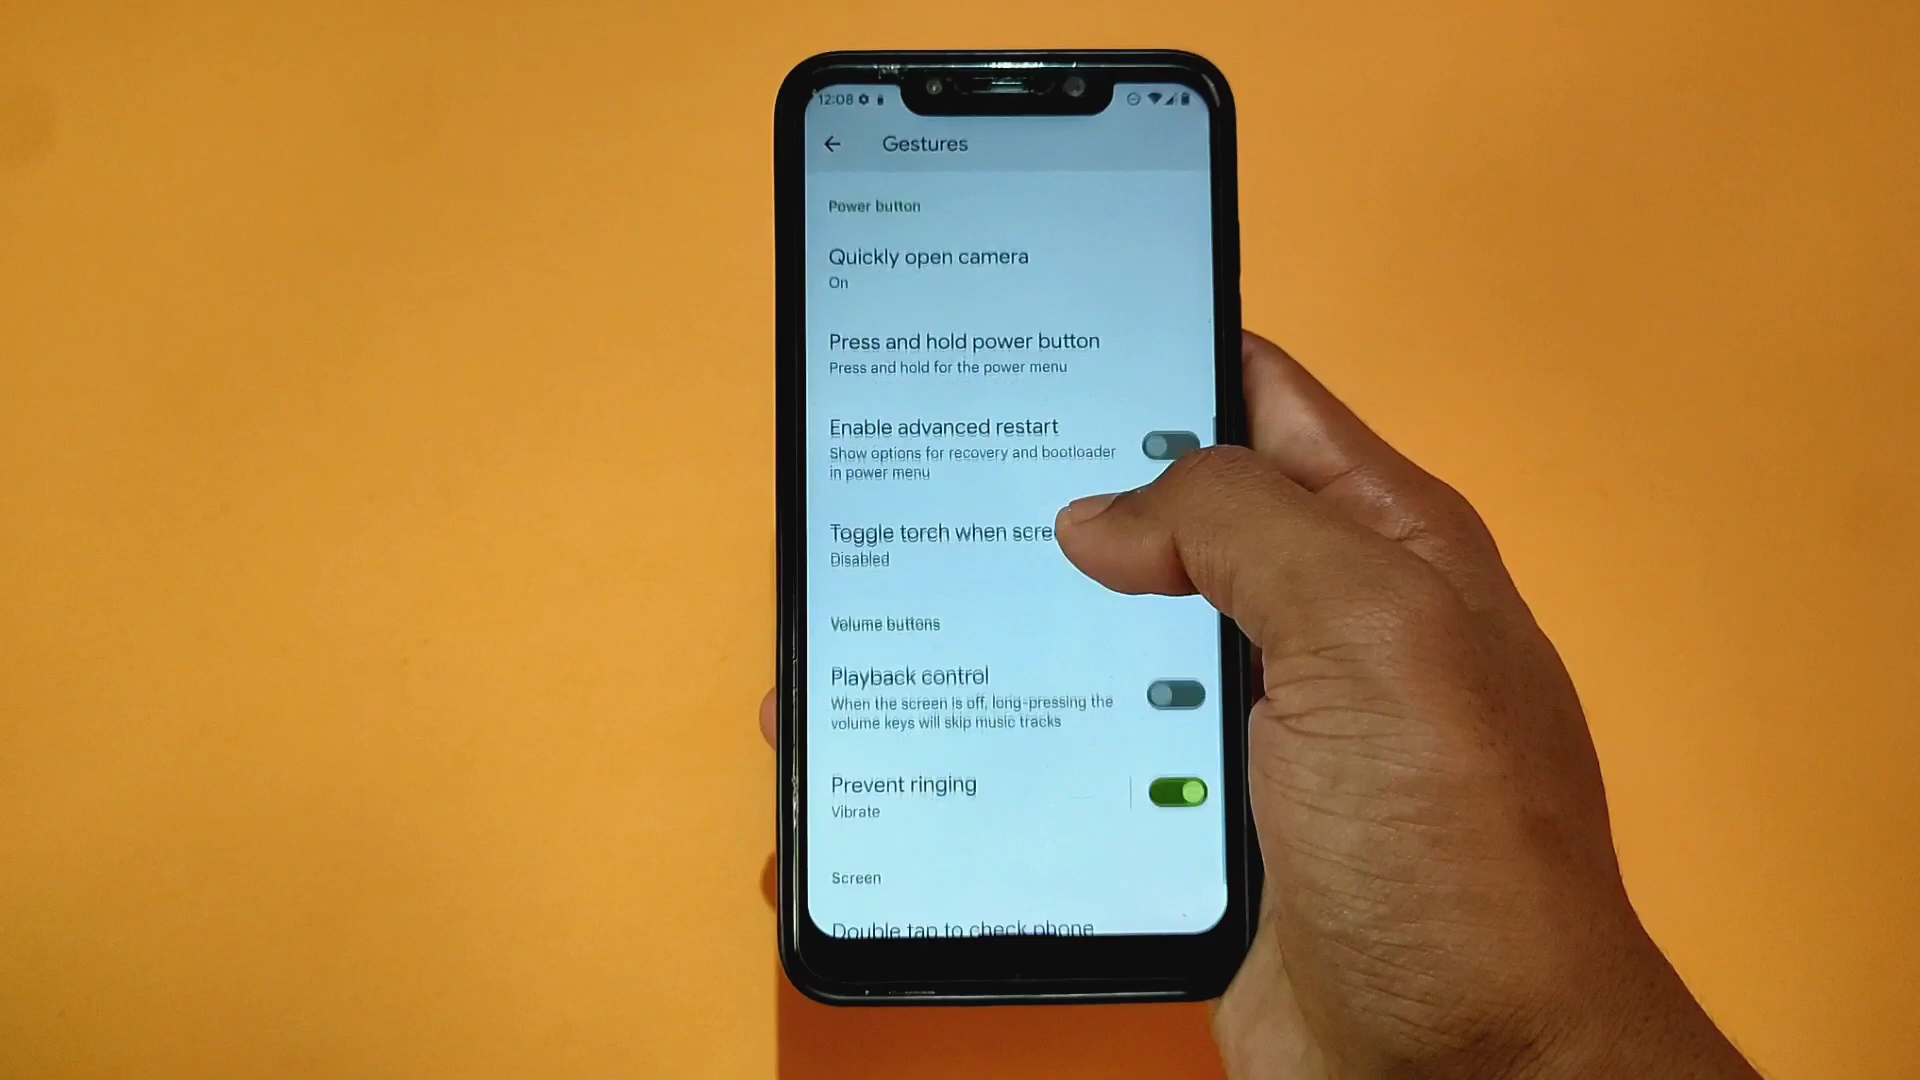 12:08
Gestures
Power button
Quickly open camera
On
Press and hold power button
Press and hold for the power menu
Enable advanced restart
Show options for recovery and bootloader
in power menu
Toggle torch when scre
Disabled
Volume buttons
Playback control
When the screen is off, long-pressing the
volume keys will skip music tracks
Prevent ringing
Vibrate
Screen
Double tap to check phone